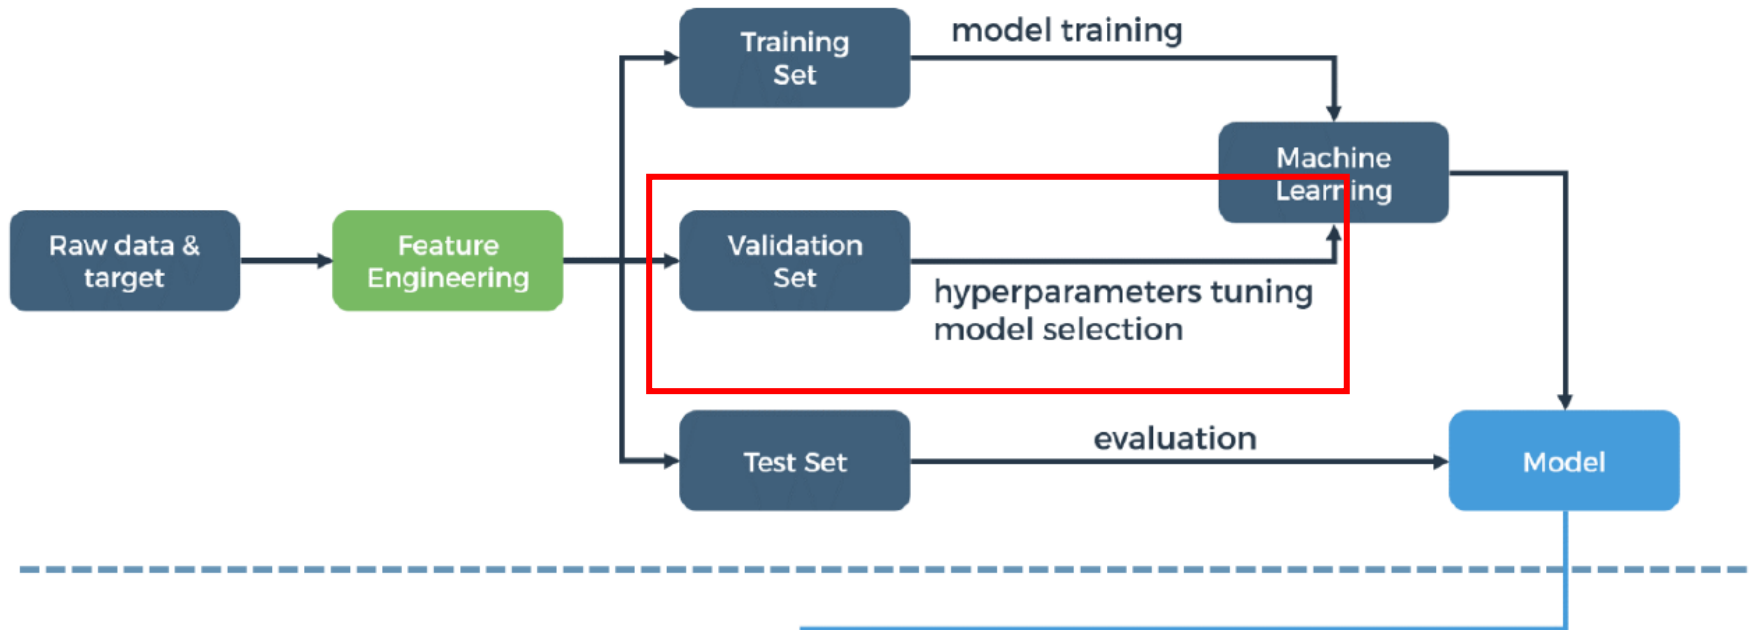 Training
Set
model training
Machine
Learning
Raw data &
target
Feature
Engineering
Validation
Set
hyperparameters tuning
model selection
Test Set
evaluation
Model